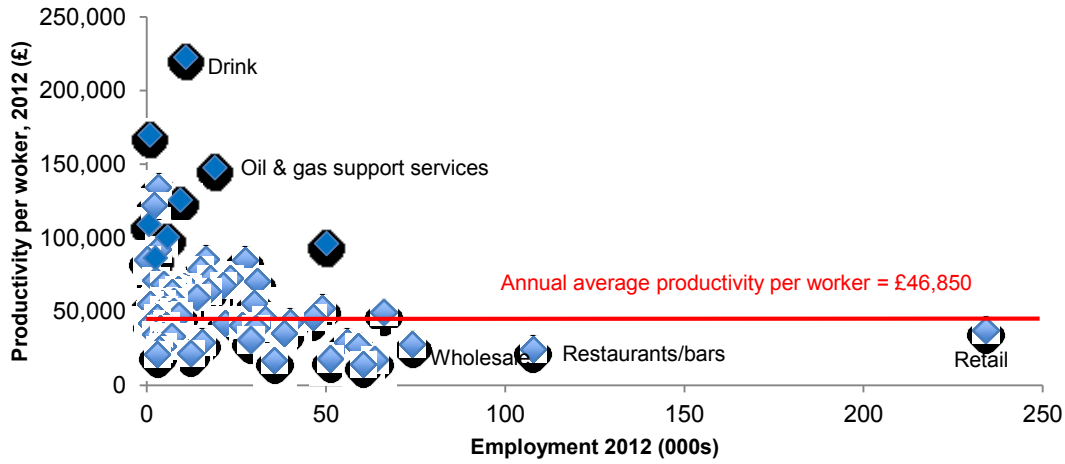 250,000
200,000
150,000
100,000
50,000
0
Productivity per woker, 2012 (£)
Drink
Oil & gas support services
Annual average productivity per worker = £46,850
Wholesale
Restaurants/bars
Retail
0 50 100 150 200 250
Employment 2012 (000s)